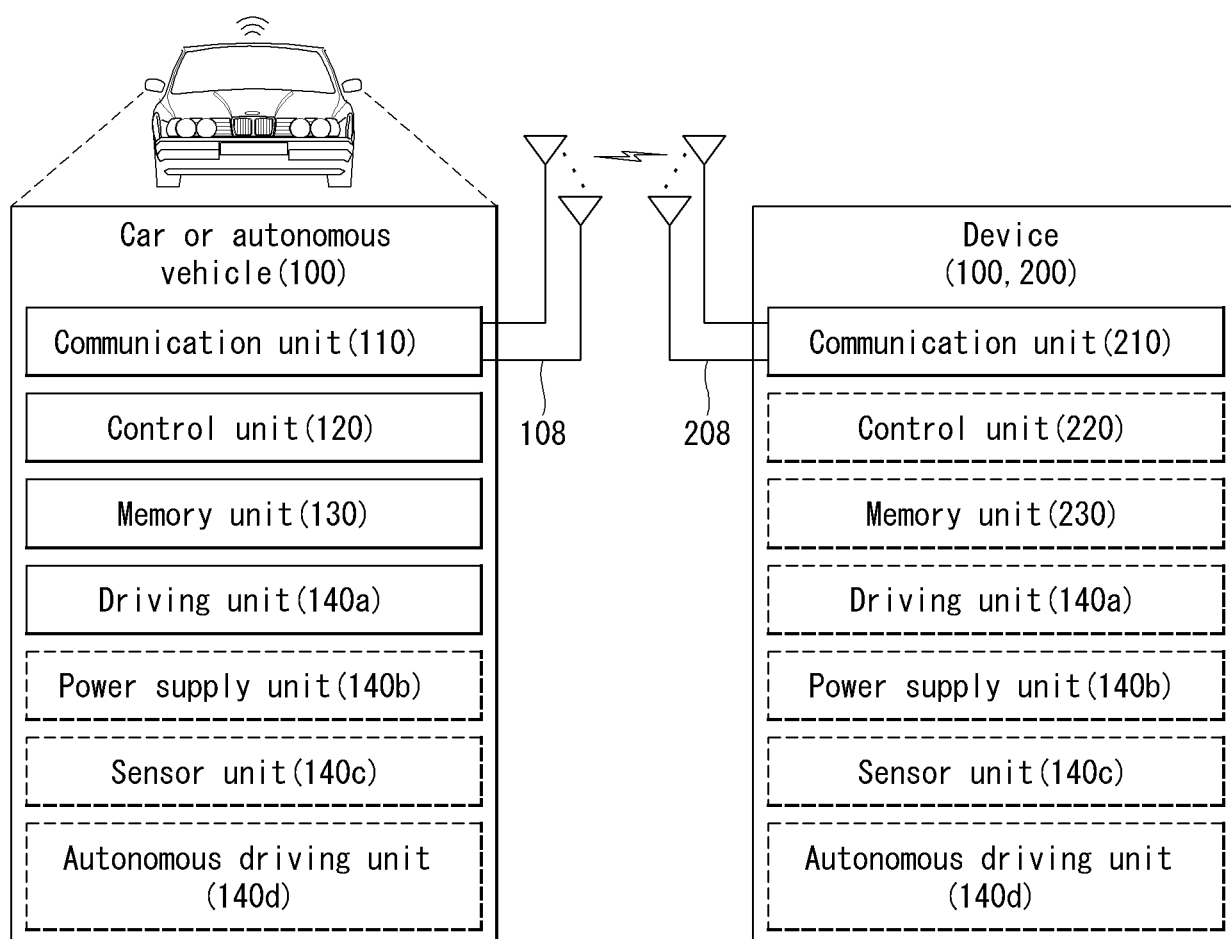 Car or autonomous
vehicle(100)
Communication unit(110)
Control unit(120)
Memory unit(130)
Driving unit(140a)
Power supply unit(140b)
Sensor unit(140c)
Autonomous driving unit
(140d)
108
208
Device
(100,200)
Communication unit(210)
Control unit(220)
Memory unit(230)
Driving unit(140a)
Power supply unit(140b)
Sensor unit(140c)
Autonomous driving unit
(140d)